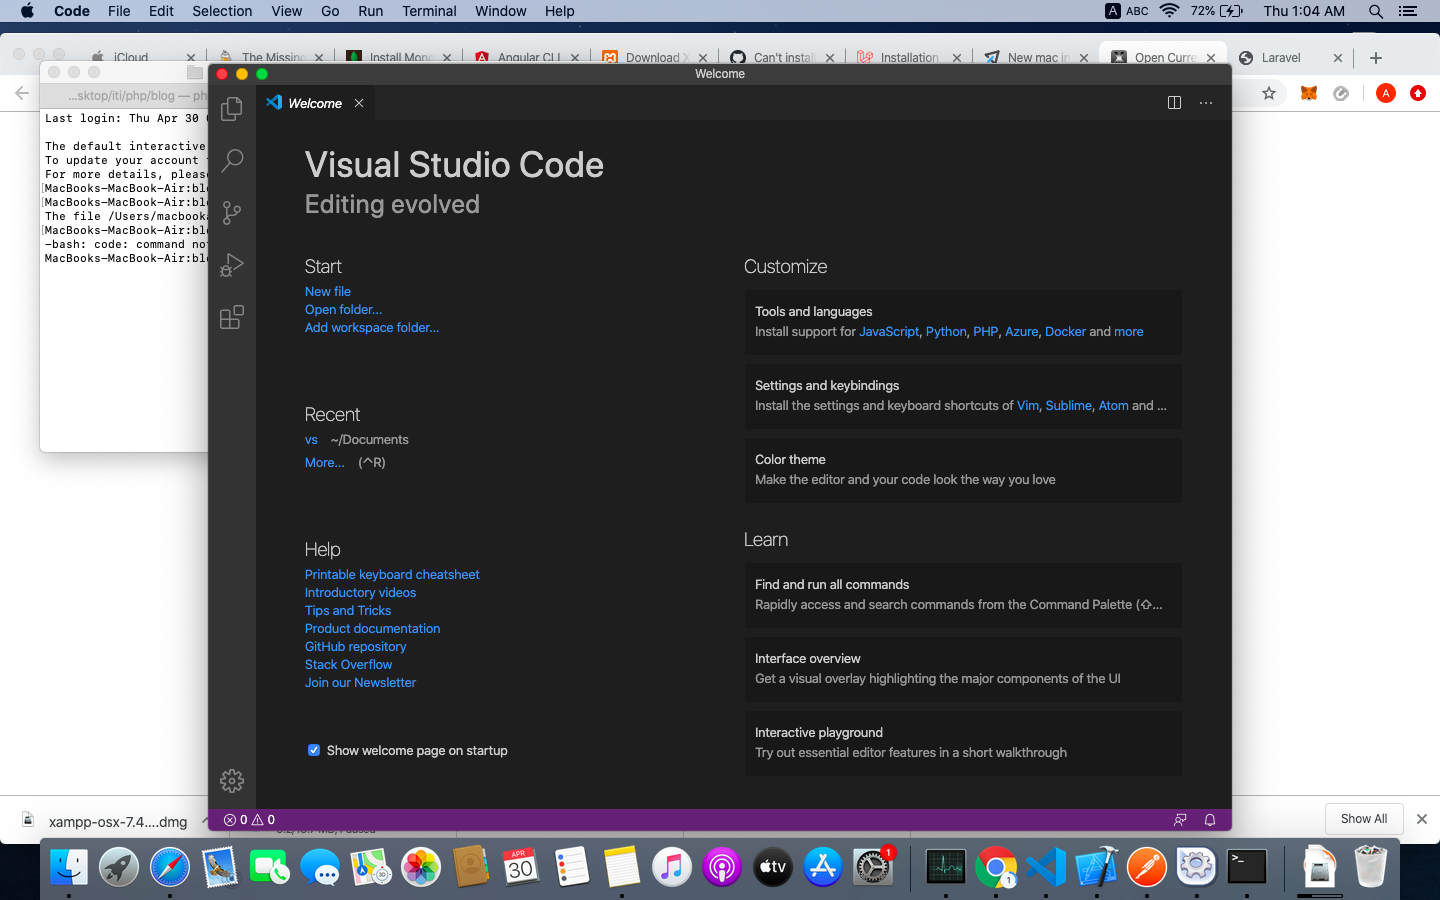 Code File Edit Selection View Go Run Terminal Window Help A ABC 72% Thu 1:04 AM
iCloud The Missing Install Mong Angular CLI Download X Can't install Installation New mac in Open Curre Laravel
...sktop/iti/php/blog — ph
Welcome
A
Welcome
Last login: Thu Apr 30
The default interactive
To update your account
For more details, pleas
MacBooks-MacBook-Air:bl
MacBooks-MacBook-Air:bl
The file /Users/macbook
MacBooks-MacBook-Air:bl
-bash: code: command no
MacBooks-MacBook-Air:bl
Visual Studio Code
Editing evolved
Start
New file
Open folder...
Add workspace folder...
Recent
vs ~/Documents
More... (^R)
Help
Printable keyboard cheatsheet
Introductory videos
Tips and Tricks
Product documentation
GitHub repository
Stack Overflow
Join our Newsletter
Show welcome page on startup
Customize
Tools and languages
Install support for JavaScript, Python, PHP, Azure, Docker and more
Settings and keybindings
Install the settings and keyboard shortcuts of Vim, Sublime, Atom and ...
Color theme
Make the editor and your code look the way you love
Learn
Find and run all commands
Rapidly access and search commands from the Command Palette (⇧...
Interface overview
Get a visual overlay highlighting the major components of the UI
Interactive playground
Try out essential editor features in a short walkthrough
0 0
xampp-osx-7.4....dmg
Show All
APR
30
tv
1
1